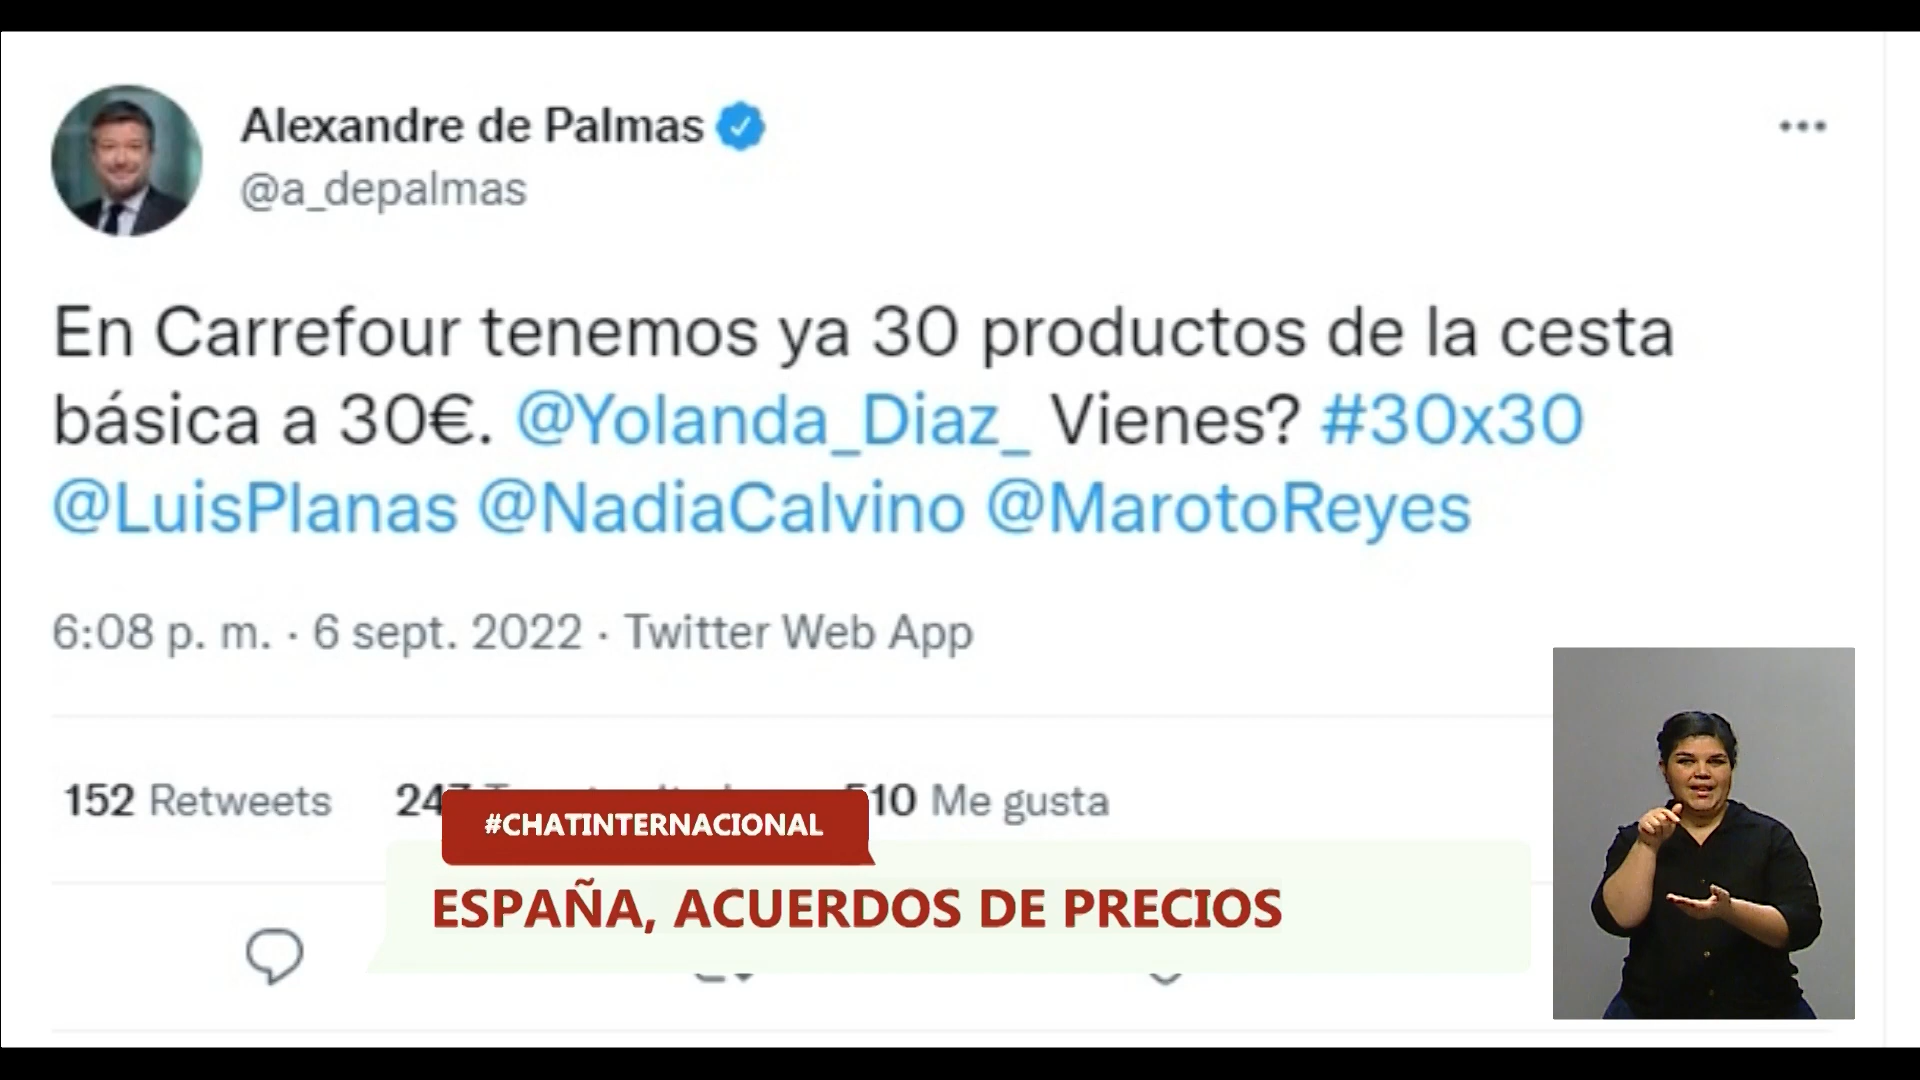 Alexandre de Palmas
@a_depalmas
En Carrefour tenemos ya 30 productos de la cesta
básica a 30€. @Yolanda_Diaz_ Vienes? #30x30
@LuisPlanas @NadiaCalvino @MarotoReyes
6:08 p. m. · 6 sept. 2022 · Twitter Web App
152 Retweets 510 Me gusta
#CHATINTERNACIONAL
ESPAÑA, ACUERDOS DE PRECIOS